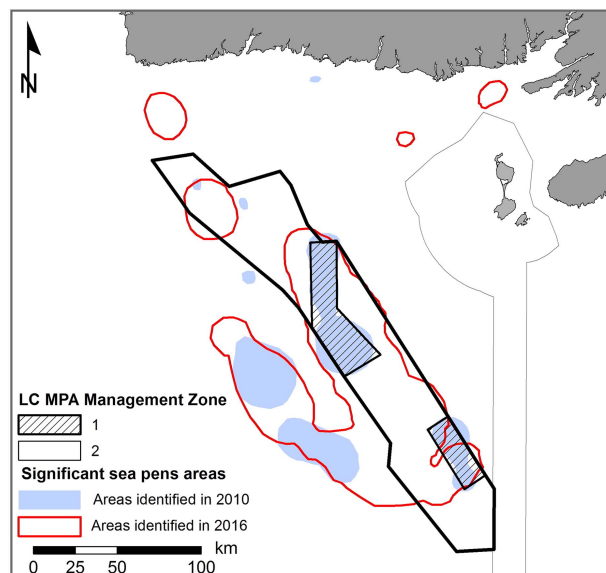 N
LC MPA Management Zone
1
2
Significant sea pens areas
Areas identified in 2010
Areas identified in 2016
km
0 25 50 100